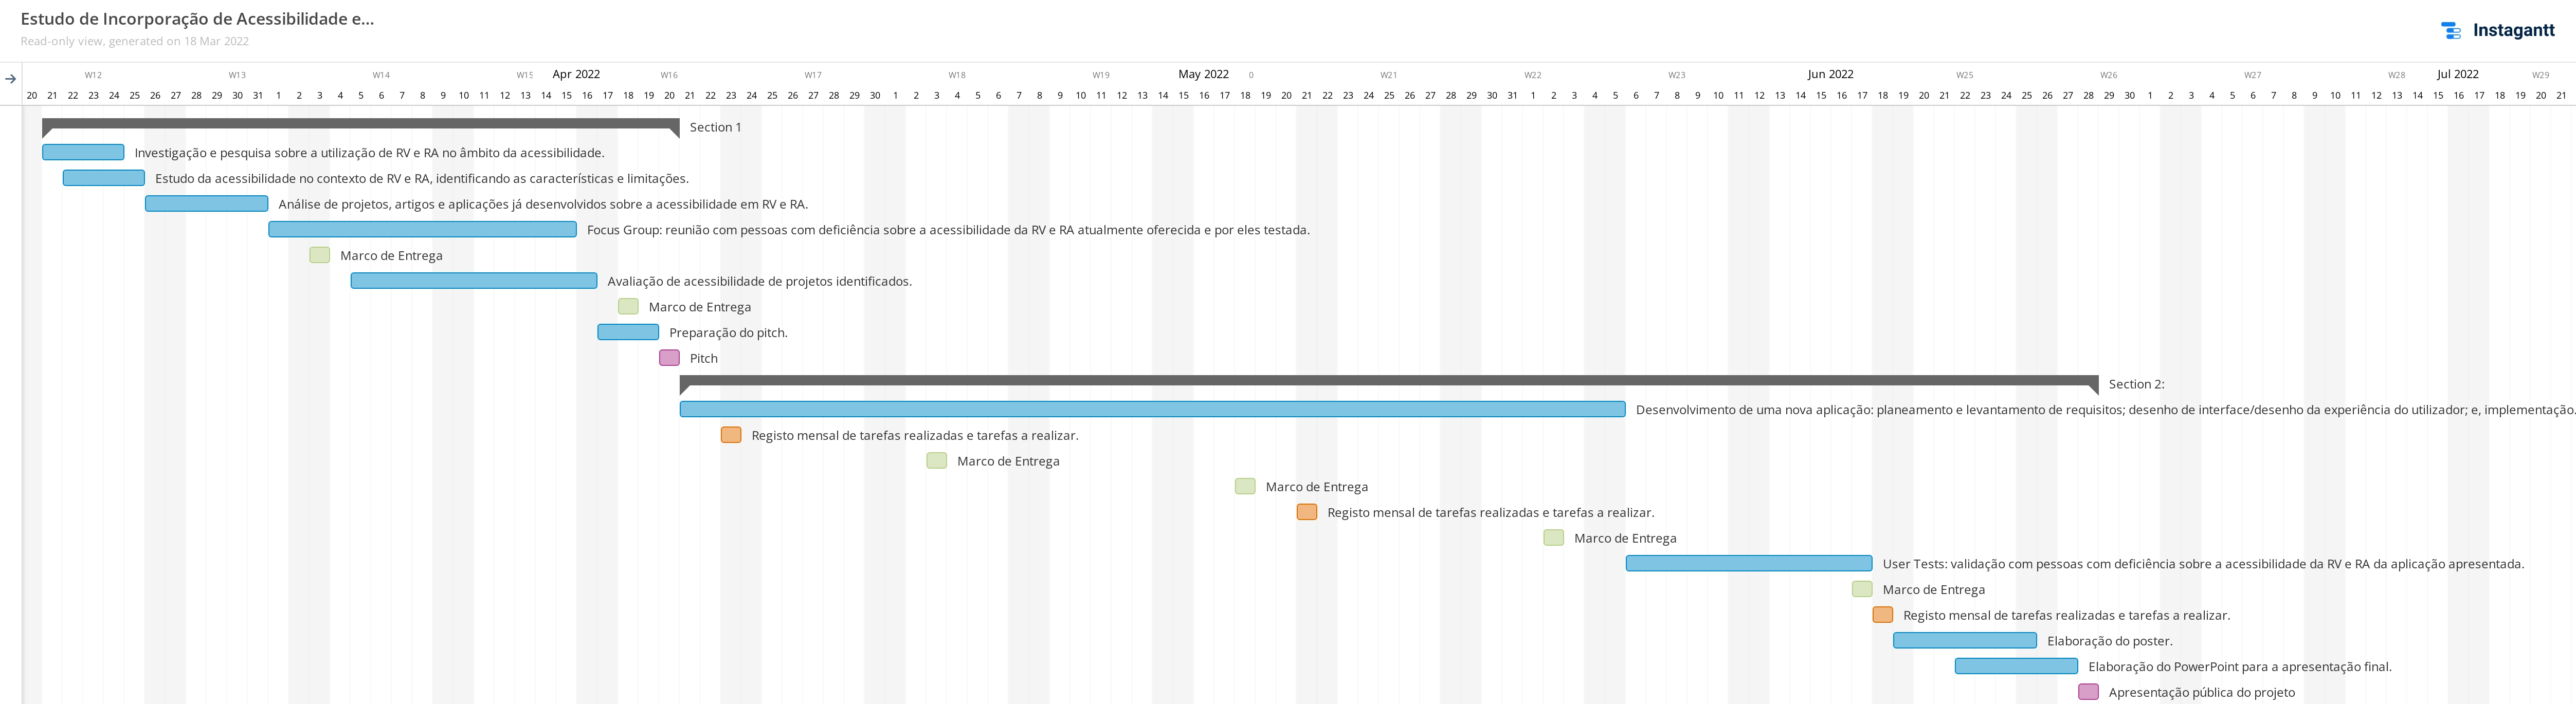 Estudo de Incorporação de Acessibilidade e...
Read-only view, generated on 18 Mar 2022
Instagantt
W12 W13 W14 W15 Apr 2022 W16 W17 W18 W19 May 2022 0 W21 W22 W23 Jun 2022 W25 W26 W27 W28 Jul 2022 W29
20 21 22 23 24 25 26 27 28 29 30 31 1 2 3 4 5 6 7 8 9 10 11 12 13 14 15 16 17 18 19 20 21 22 23 24 25 26 27 28 29 30 1 2 3 4 5 6 7 8 9 10 11 12 13 14 15 16 17 18 19 20 21 22 23 24 25 26 27 28 29 30 31 1 2 3 4 5 6 7 8 9 10 11 12 13 14 15 16 17 18 19 20 21 22 23 24 25 26 27 28 29 30 1 2 3 4 5 6 7 8 9 10 11 12 13 14 15 16 17 18 19 20 21
Section 1
Investigação e pesquisa sobre a utilização de RV e RA no âmbito da acessibilidade.
Estudo da acessibilidade no contexto de RV e RA, identificando as características e limitações.
Análise de projetos, artigos e aplicações já desenvolvidos sobre a acessibilidade em RV e RA.
Focus Group: reunião com pessoas com deficiência sobre a acessibilidade da RV e RA atualmente oferecida e por eles testada.
Marco de Entrega
Avaliação de acessibilidade de projetos identificados.
Marco de Entrega
Preparação do pitch.
Pitch
Section 2:
Desenvolvimento de uma nova aplicação: planeamento e levantamento de requisitos; desenho de interface/desenho da experiência do utilizador; e, implementação.
Registo mensal de tarefas realizadas e tarefas a realizar.
Marco de Entrega
Marco de Entrega
Registo mensal de tarefas realizadas e tarefas a realizar.
Marco de Entrega
User Tests: validação com pessoas com deficiência sobre a acessibilidade da RV e RA da aplicação apresentada.
Marco de Entrega
Registo mensal de tarefas realizadas e tarefas a realizar.
Elaboração do poster.
Elaboração do PowerPoint para a apresentação final.
Apresentação pública do projeto